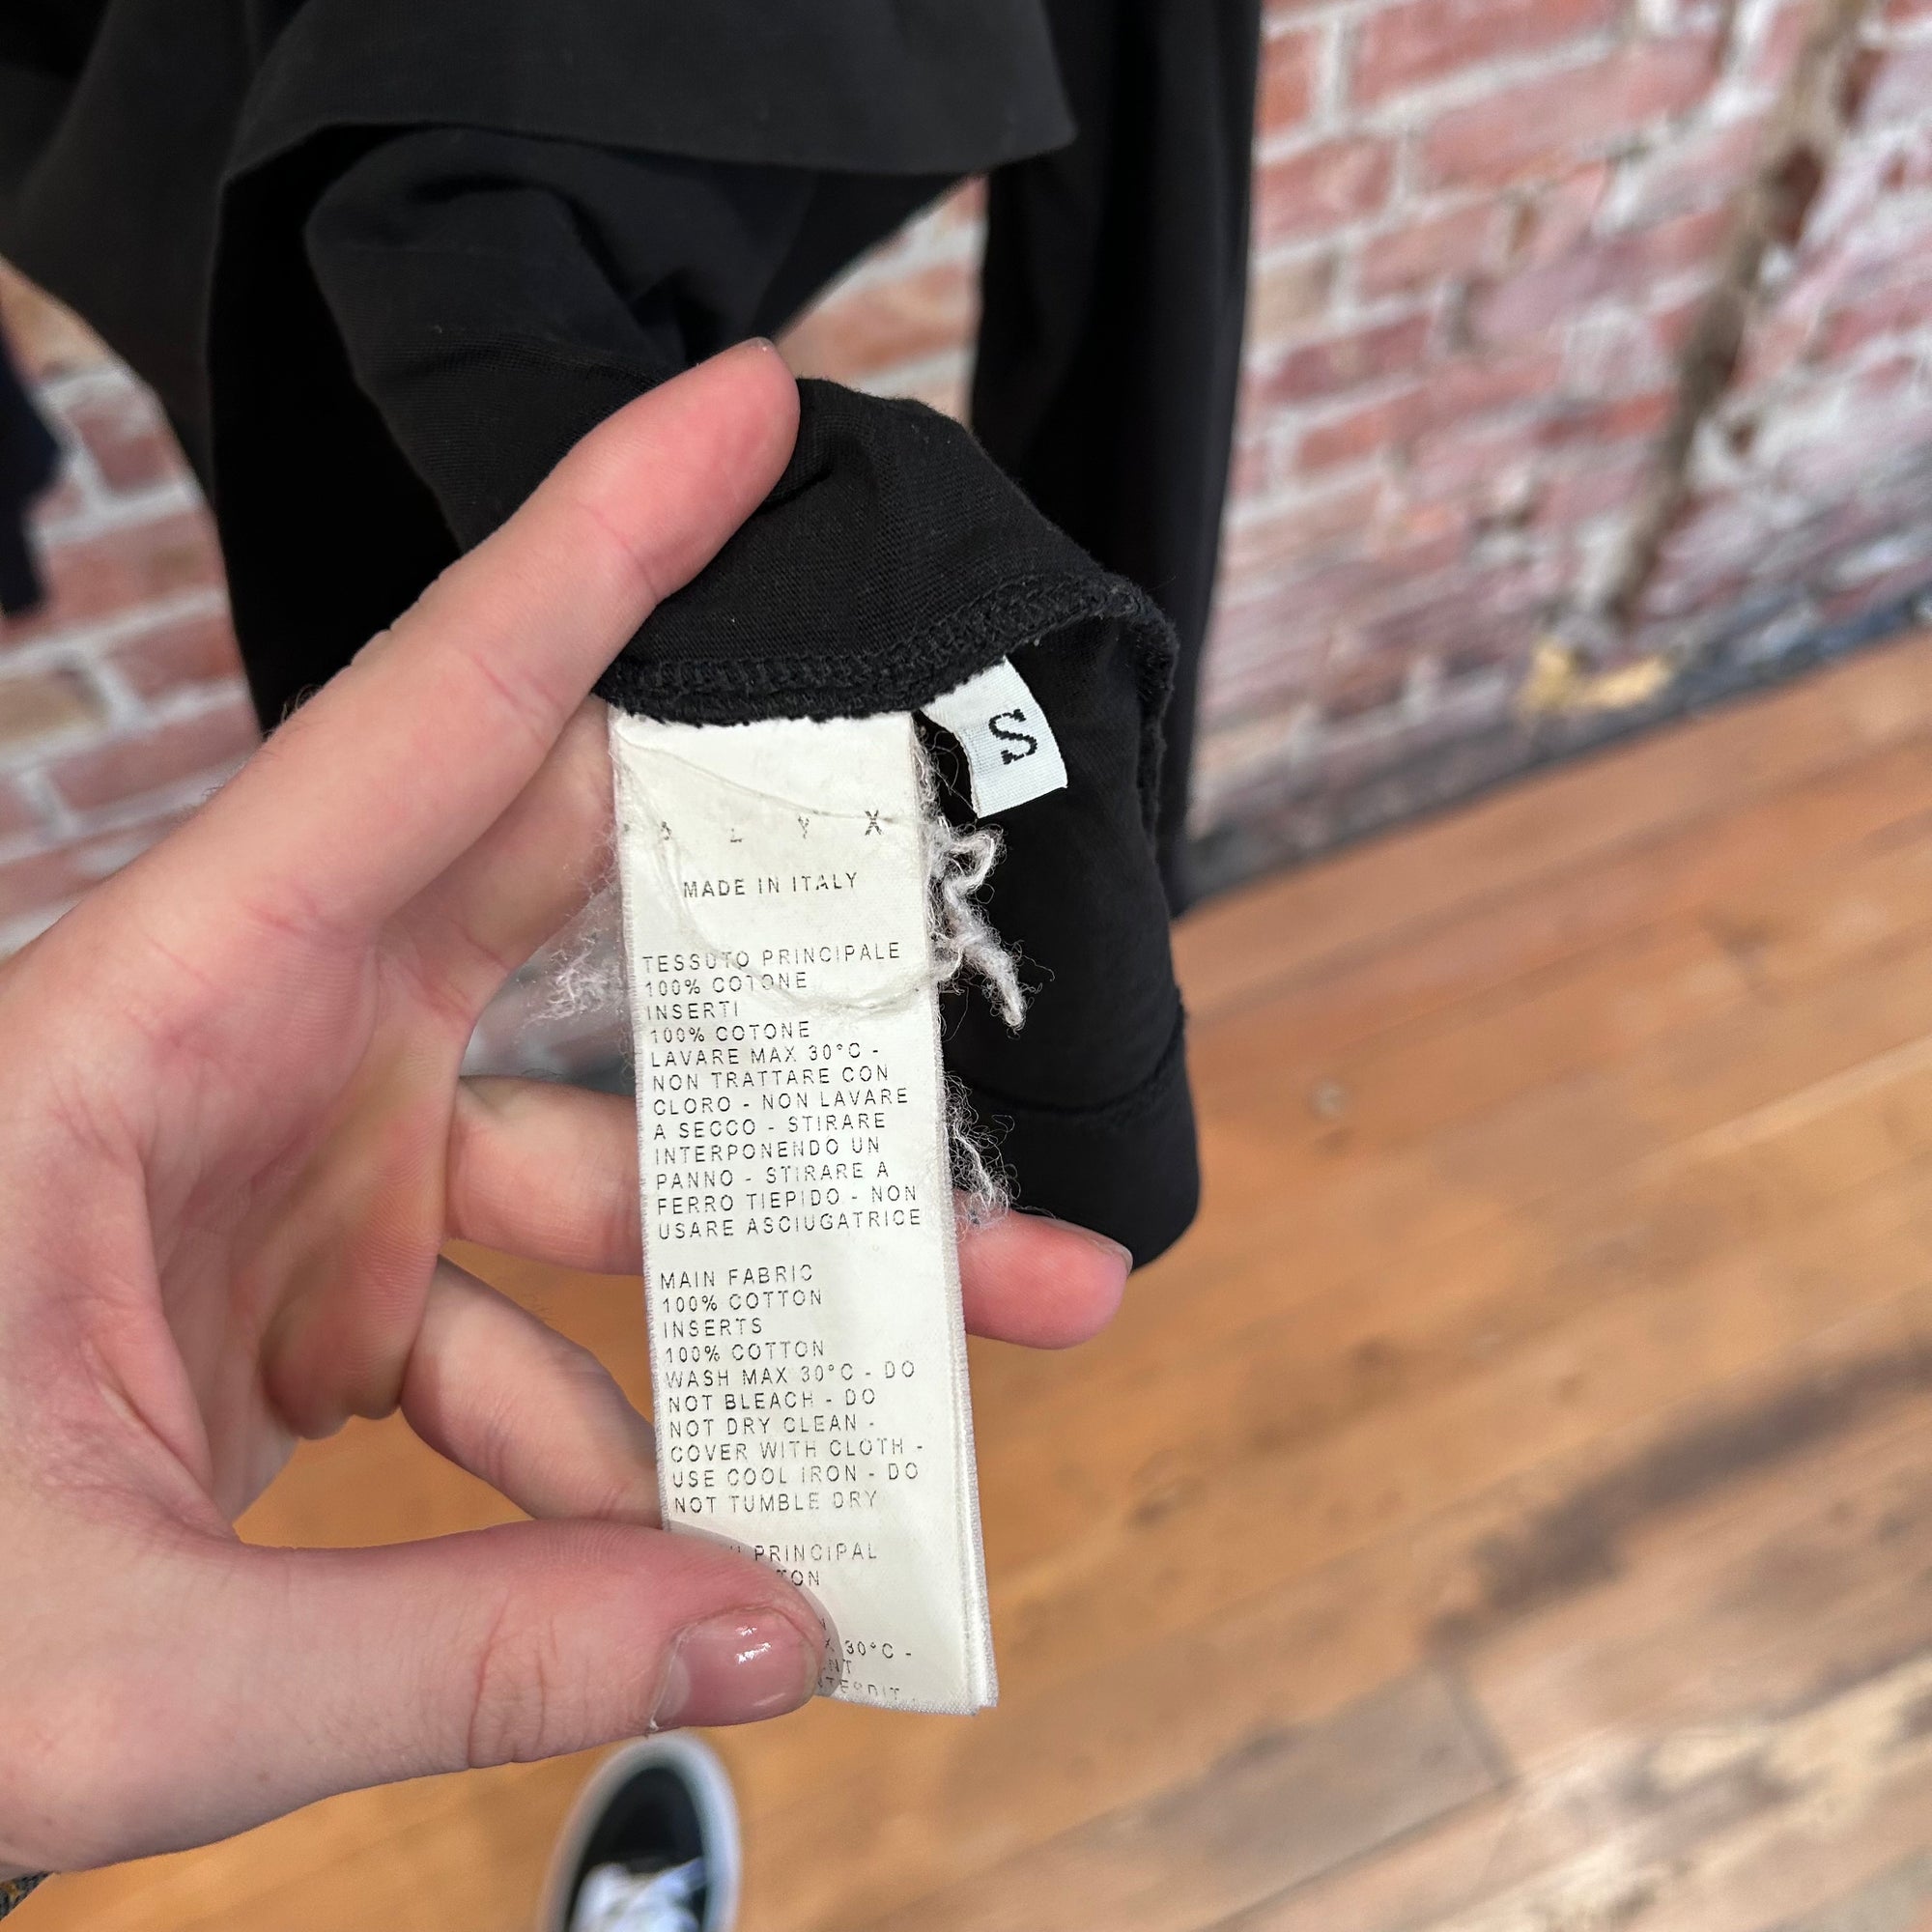 S
A L Y X
MADE IN ITALY
TESSUTO PRINCIPALE
100% COTONE
INSERTI
100% COTONE
LAVARE MAX 30°C -
NON TRATTARE CON
CLORO - NON LAVARE
A SECCO - STIRARE
INTERPONENDO UN
PANNO - STIRARE A
FERRO TIEPIDO - NON
USARE ASCIUGATRICE
MAIN FABRIC
100% COTTON
INSERTS
100% COTTON
WASH MAX 30°C - DO
NOT BLEACH - DO
NOT DRY CLEAN -
COVER WITH CLOTH -
USE COOL IRON - DO
NOT TUMBLE DRY
PRINCIPAL
30°C -